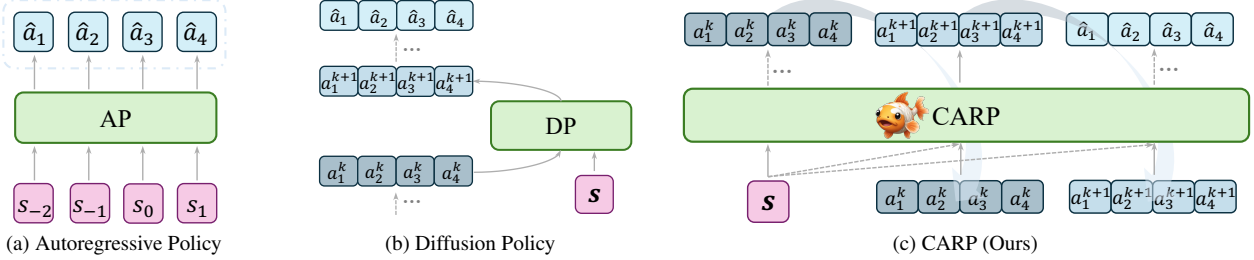 â₁ â₂ â₃ â₄
AP
s₋₂ s₋₁ s₀ s₁
(a) Autoregressive Policy
â₁ â₂ â₃ â₄
...
a₁ᵏ⁺¹ a₂ᵏ⁺¹ a₃ᵏ⁺¹ a₄ᵏ⁺¹
DP
a₁ᵏ a₂ᵏ a₃ᵏ a₄ᵏ
s
...
(b) Diffusion Policy
a₁ᵏ a₂ᵏ a₃ᵏ a₄ᵏ a₁ᵏ⁺¹ a₂ᵏ⁺¹ a₃ᵏ⁺¹ a₄ᵏ⁺¹ â₁ â₂ â₃ â₄
... ...
CARP
s a₁ᵏ a₂ᵏ a₃ᵏ a₄ᵏ a₁ᵏ⁺¹ a₂ᵏ⁺¹ a₃ᵏ⁺¹ a₄ᵏ⁺¹
(c) CARP (Ours)